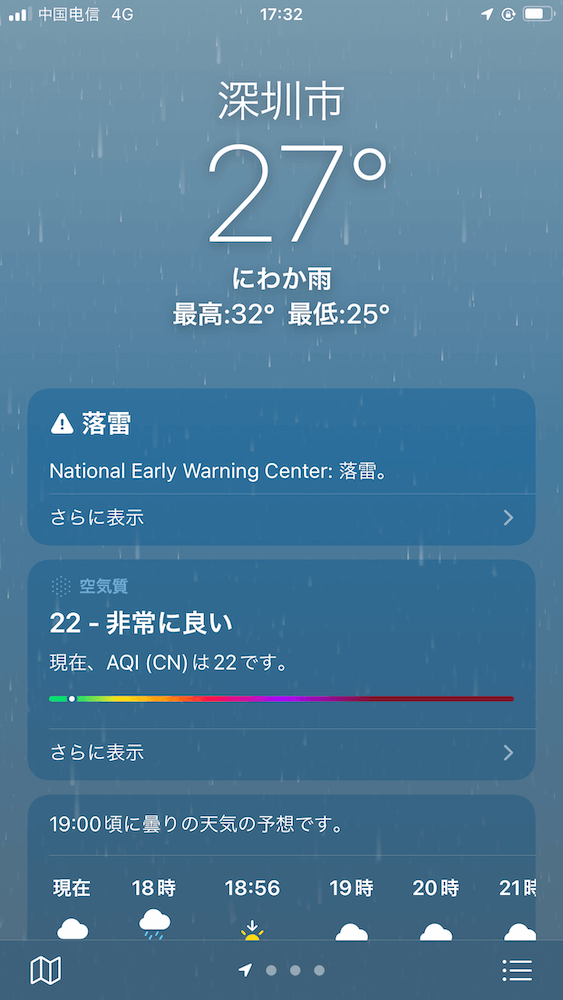 中国电信 4G 17:32
深圳市
27°
にわか雨
最高:32° 最低:25°
落雷
National Early Warning Center: 落雷。
さらに表示
空気質
22 - 非常に良い
現在、AQI (CN) は 22 です。
さらに表示
19:00頃に曇りの天気の予想です。
現在 18時 18:56 19時 20時 21時